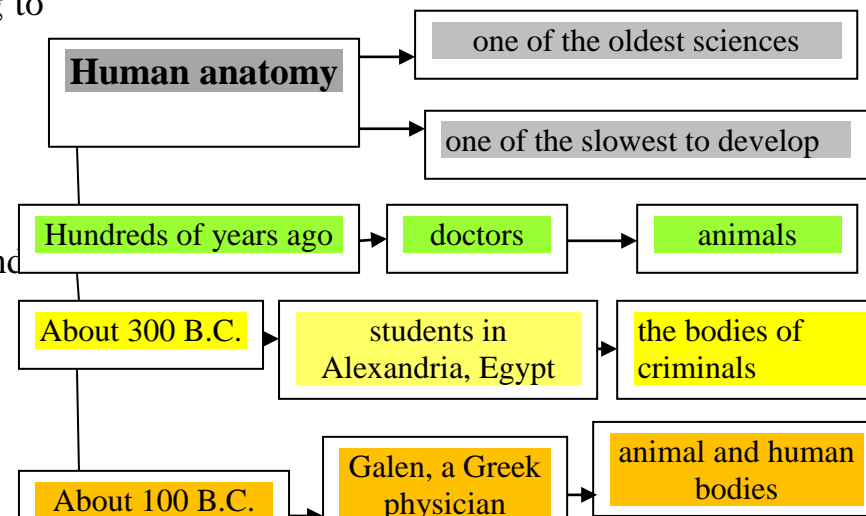 to
one of the oldest sciences
Human anatomy
one of the slowest to develop
Hundreds of years ago
doctors
animals
About 300 B.C.
students in
Alexandria, Egypt
the bodies of
criminals
About 100 B.C.
Galen, a Greek
physician
animal and human
bodies